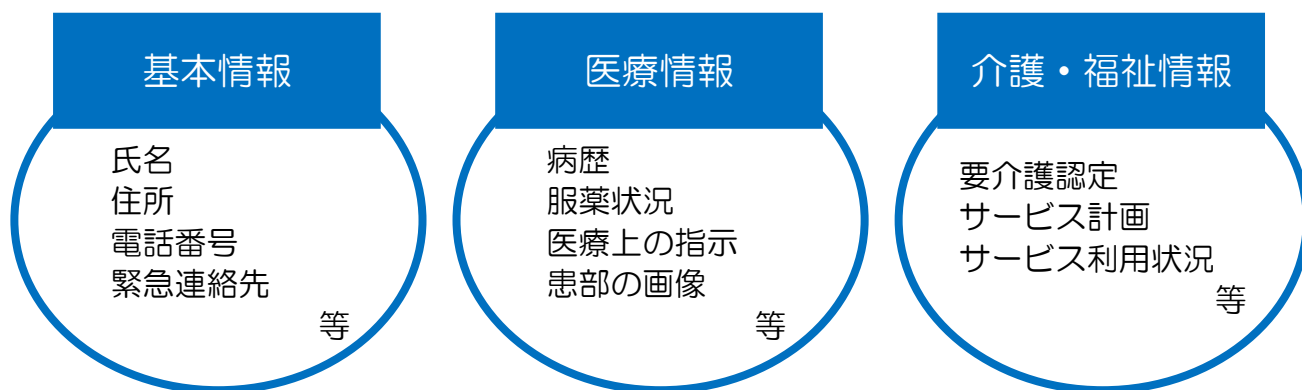 基本情報
氏名
住所
電話番号
緊急連絡先
等
医療情報
病歴
服薬状況
医療上の指示
患部の画像
等
介護・福祉情報
要介護認定
サービス計画
サービス利用状況
等